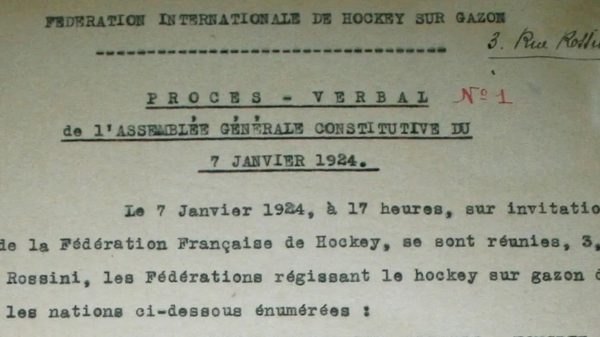 FEDERATION INTERNATIONALE DE HOCKEY SUR GAZON
3. Rue
PROCES - VERBAL N°1
de l'ASSEMBLÉE GÉNÉRALE CONSTITUTIVE DU
7 JANVIER 1924.
Le 7 Janvier 1924, à 17 heures, sur
de la Fédération Française de Hockey, se sont réunies, 3,
Rossini, les Fédérations régissant le hockey sur gazon
les nations ci-dessous énumérées :